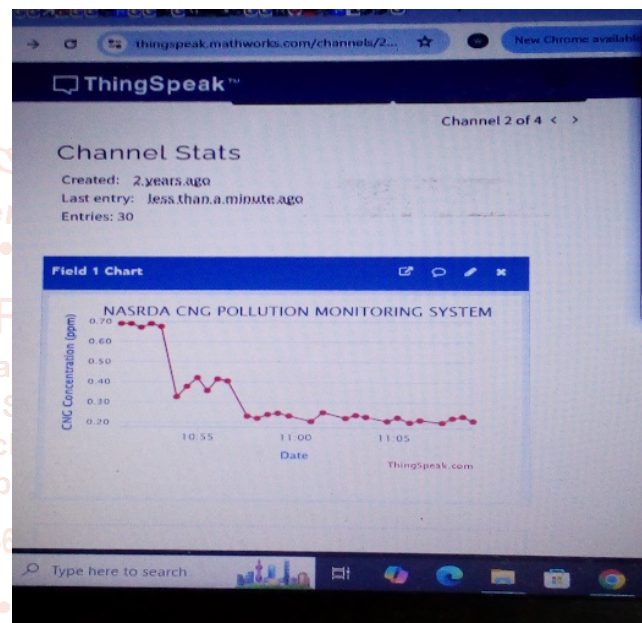 thingspeak.mathworks.com/channels/2...
New Chrome availabl
ThingSpeak™
Channel 2 of 4 < >
Channel Stats
Created: 2 years ago
Last entry: less than a minute ago
Entries: 30
Field 1 Chart
NASRDA CNG POLLUTION MONITORING SYSTEM
CNG Concentration (ppm)
0.70
0.60
0.50
0.40
0.30
0.20
10:55 11:00 11:05
Date
ThingSpeak.com
Type here to search